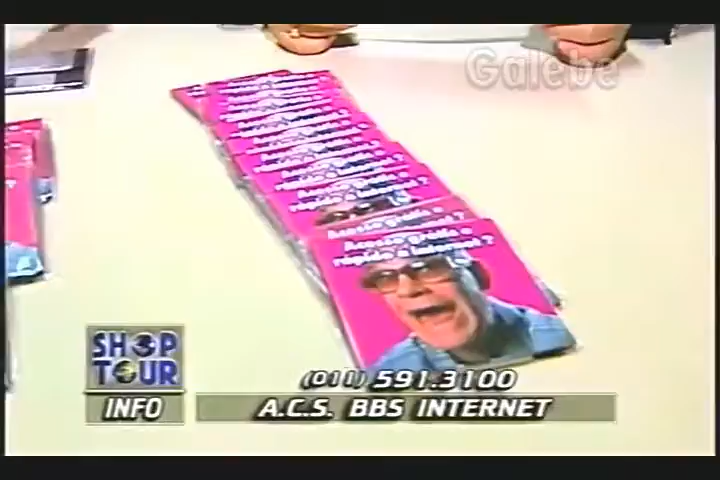 Galebe
Acesso grátis e
rápido a Internet?
SHOP
TOUR
INFO
(011) 591.3100
A.C.S. BBS INTERNET